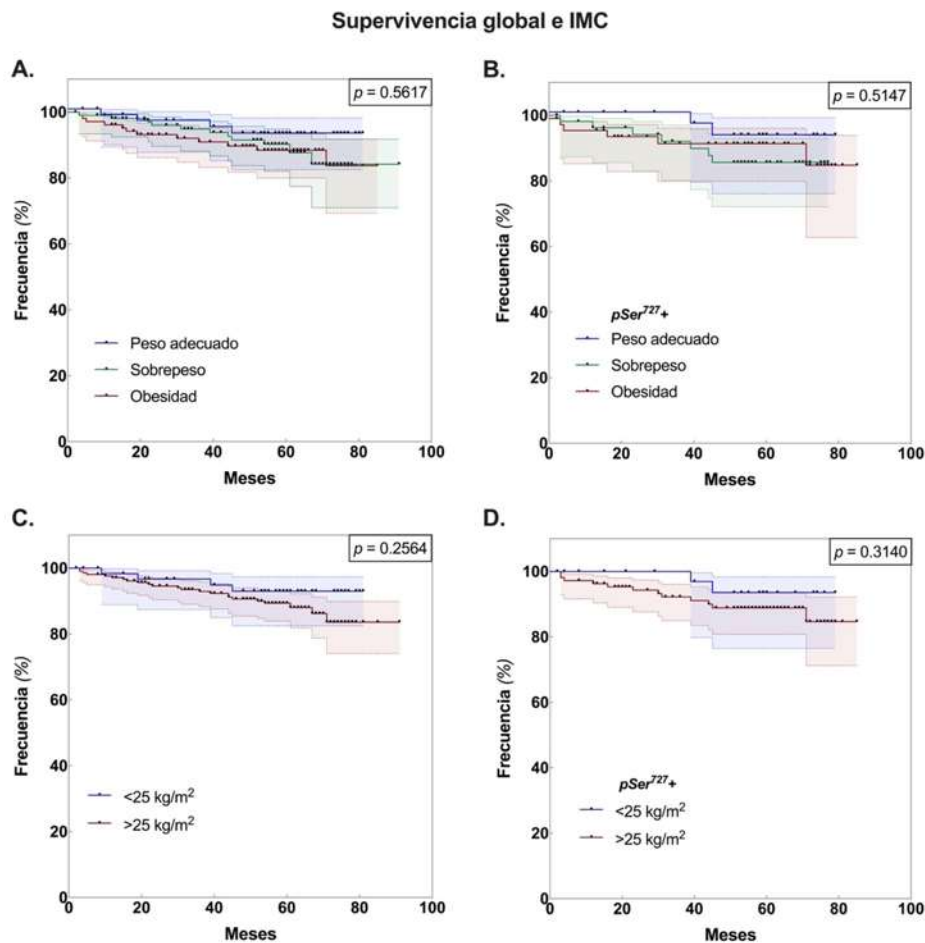 Supervivencia global e IMC
A.
p = 0.5617
100
80
60
40
20
0
Frecuencia (%)
Peso adecuado
Sobrepeso
Obesidad
0 20 40 60 80 100
Meses
B.
p = 0.5147
100
80
60
40
20
0
Frecuencia (%)
pSer⁷²⁷+
Peso adecuado
Sobrepeso
Obesidad
0 20 40 60 80 100
Meses
C.
p = 0.2564
100
80
60
40
20
0
Frecuencia (%)
<25 kg/m²
>25 kg/m²
0 20 40 60 80 100
Meses
D.
p = 0.3140
100
80
60
40
20
0
Frecuencia (%)
pSer⁷²⁷+
<25 kg/m²
>25 kg/m²
0 20 40 60 80 100
Meses